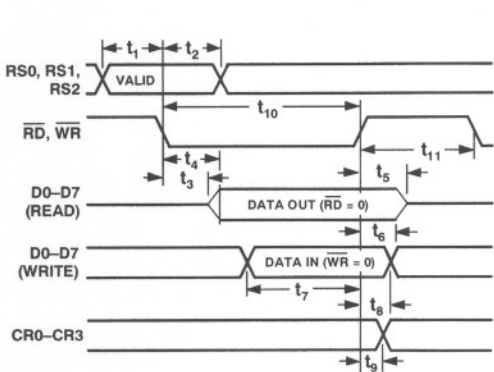 t1 t2
RS0, RS1, VALID
RS2
t10
RD, WR
t4 t11
t3 t5
D0–D7 DATA OUT (RD = 0)
(READ)
t6
D0–D7 DATA IN (WR = 0)
(WRITE)
t7 t8
CR0–CR3
t9